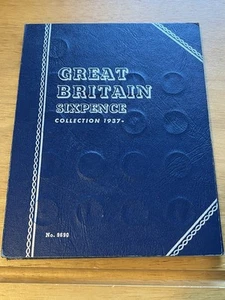 GREAT
BRITAIN
SIXPENCE
COLLECTION 1937-
No. 9690